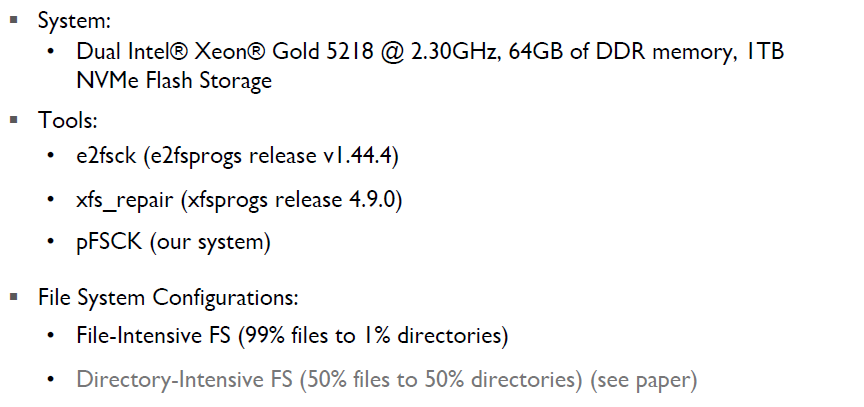 ▪ System:
• Dual Intel® Xeon® Gold 5218 @ 2.30GHz, 64GB of DDR memory, 1TB
NVMe Flash Storage
▪ Tools:
• e2fsck (e2fsprogs release v1.44.4)
• xfs_repair (xfsprogs release 4.9.0)
• pFSCK (our system)
▪ File System Configurations:
• File-Intensive FS (99% files to 1% directories)
• Directory-Intensive FS (50% files to 50% directories) (see paper)